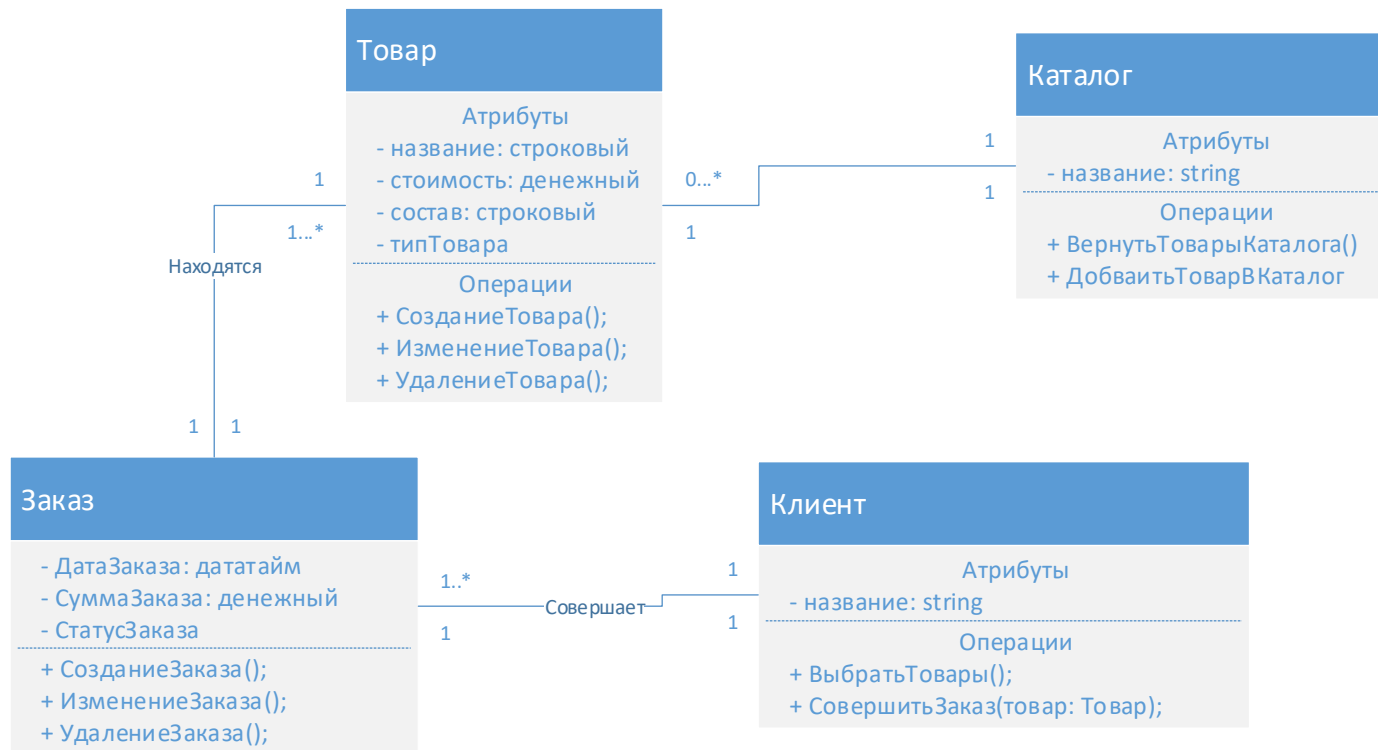 Товар
Атрибуты
- название: строковый
- стоимость: денежный
- состав: строковый
- типТовара
Операции
+ СозданиеТовара();
+ ИзменениеТовара();
+ УдалениеТовара();
Каталог
Атрибуты
- название: string
Операции
+ ВернутьТоварыКаталога()
+ ДобваитьТоварВКаталог
1
1...*
Находятся
1
1
0...*
1
1
1
Заказ
- ДатаЗаказа: дататайм
- СуммаЗаказа: денежный
- СтатусЗаказа
+ СозданиеЗаказа();
+ ИзменениеЗаказа();
+ УдалениеЗаказа();
1..*
1
Совершает
1
1
Клиент
Атрибуты
- название: string
Операции
+ ВыбратьТовары();
+ СовершитьЗаказ(товар: Товар);